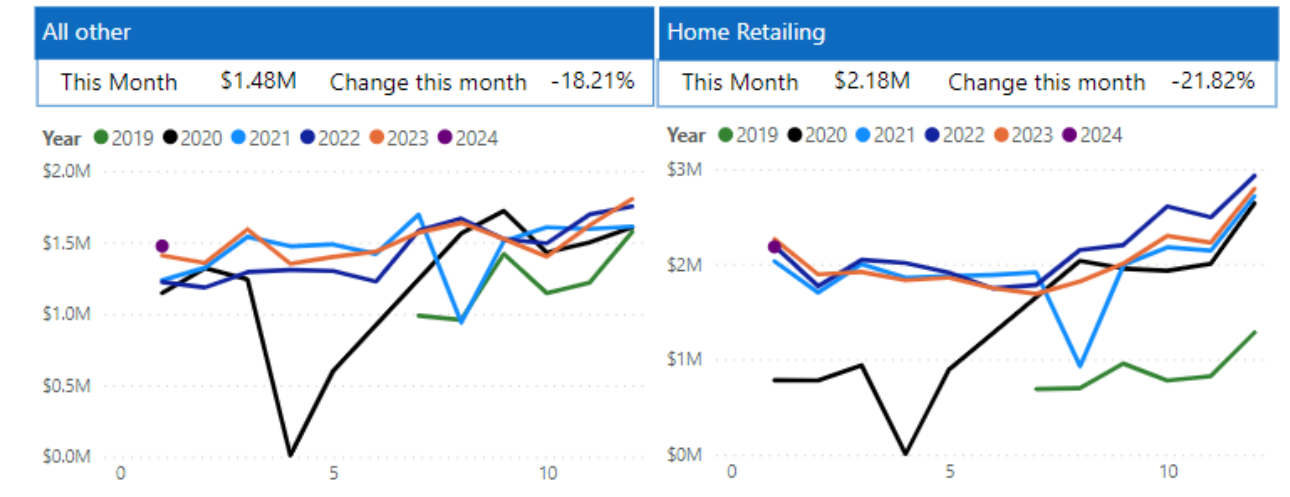 All other
This Month $1.48M Change this month -18.21%
Year 2019 2020 2021 2022 2023 2024
$2.0M
$1.5M
$1.0M
$0.5M
$0.0M
0 5 10
Home Retailing
This Month $2.18M Change this month -21.82%
Year 2019 2020 2021 2022 2023 2024
$3M
$2M
$1M
$0M
0 5 10